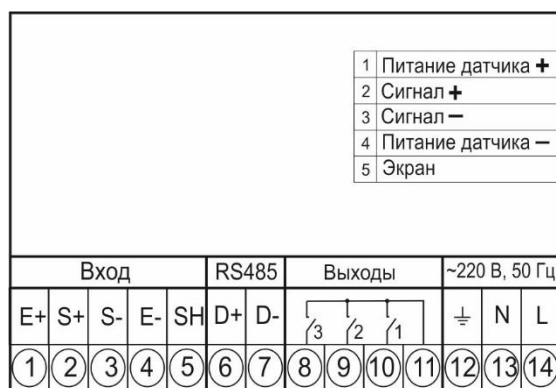 1 Питание датчика +
2 Сигнал +
3 Сигнал −
4 Питание датчика −
5 Экран
Вход RS485 Выходы ~220 В, 50 Гц
E+ S+ S- E- SH D+ D- 3 2 1 N L
1 2 3 4 5 6 7 8 9 10 11 12 13 14